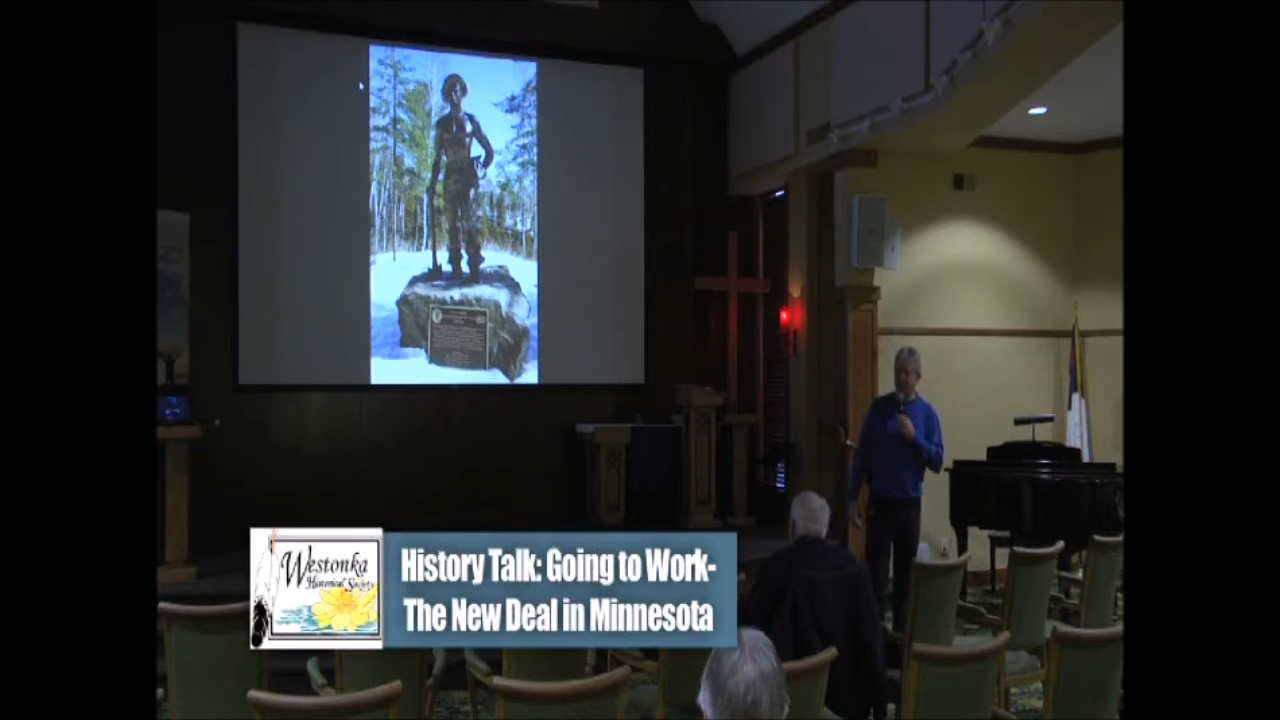 Westonka
Historical Society
History Talk: Going to Work-
The New Deal in Minnesota